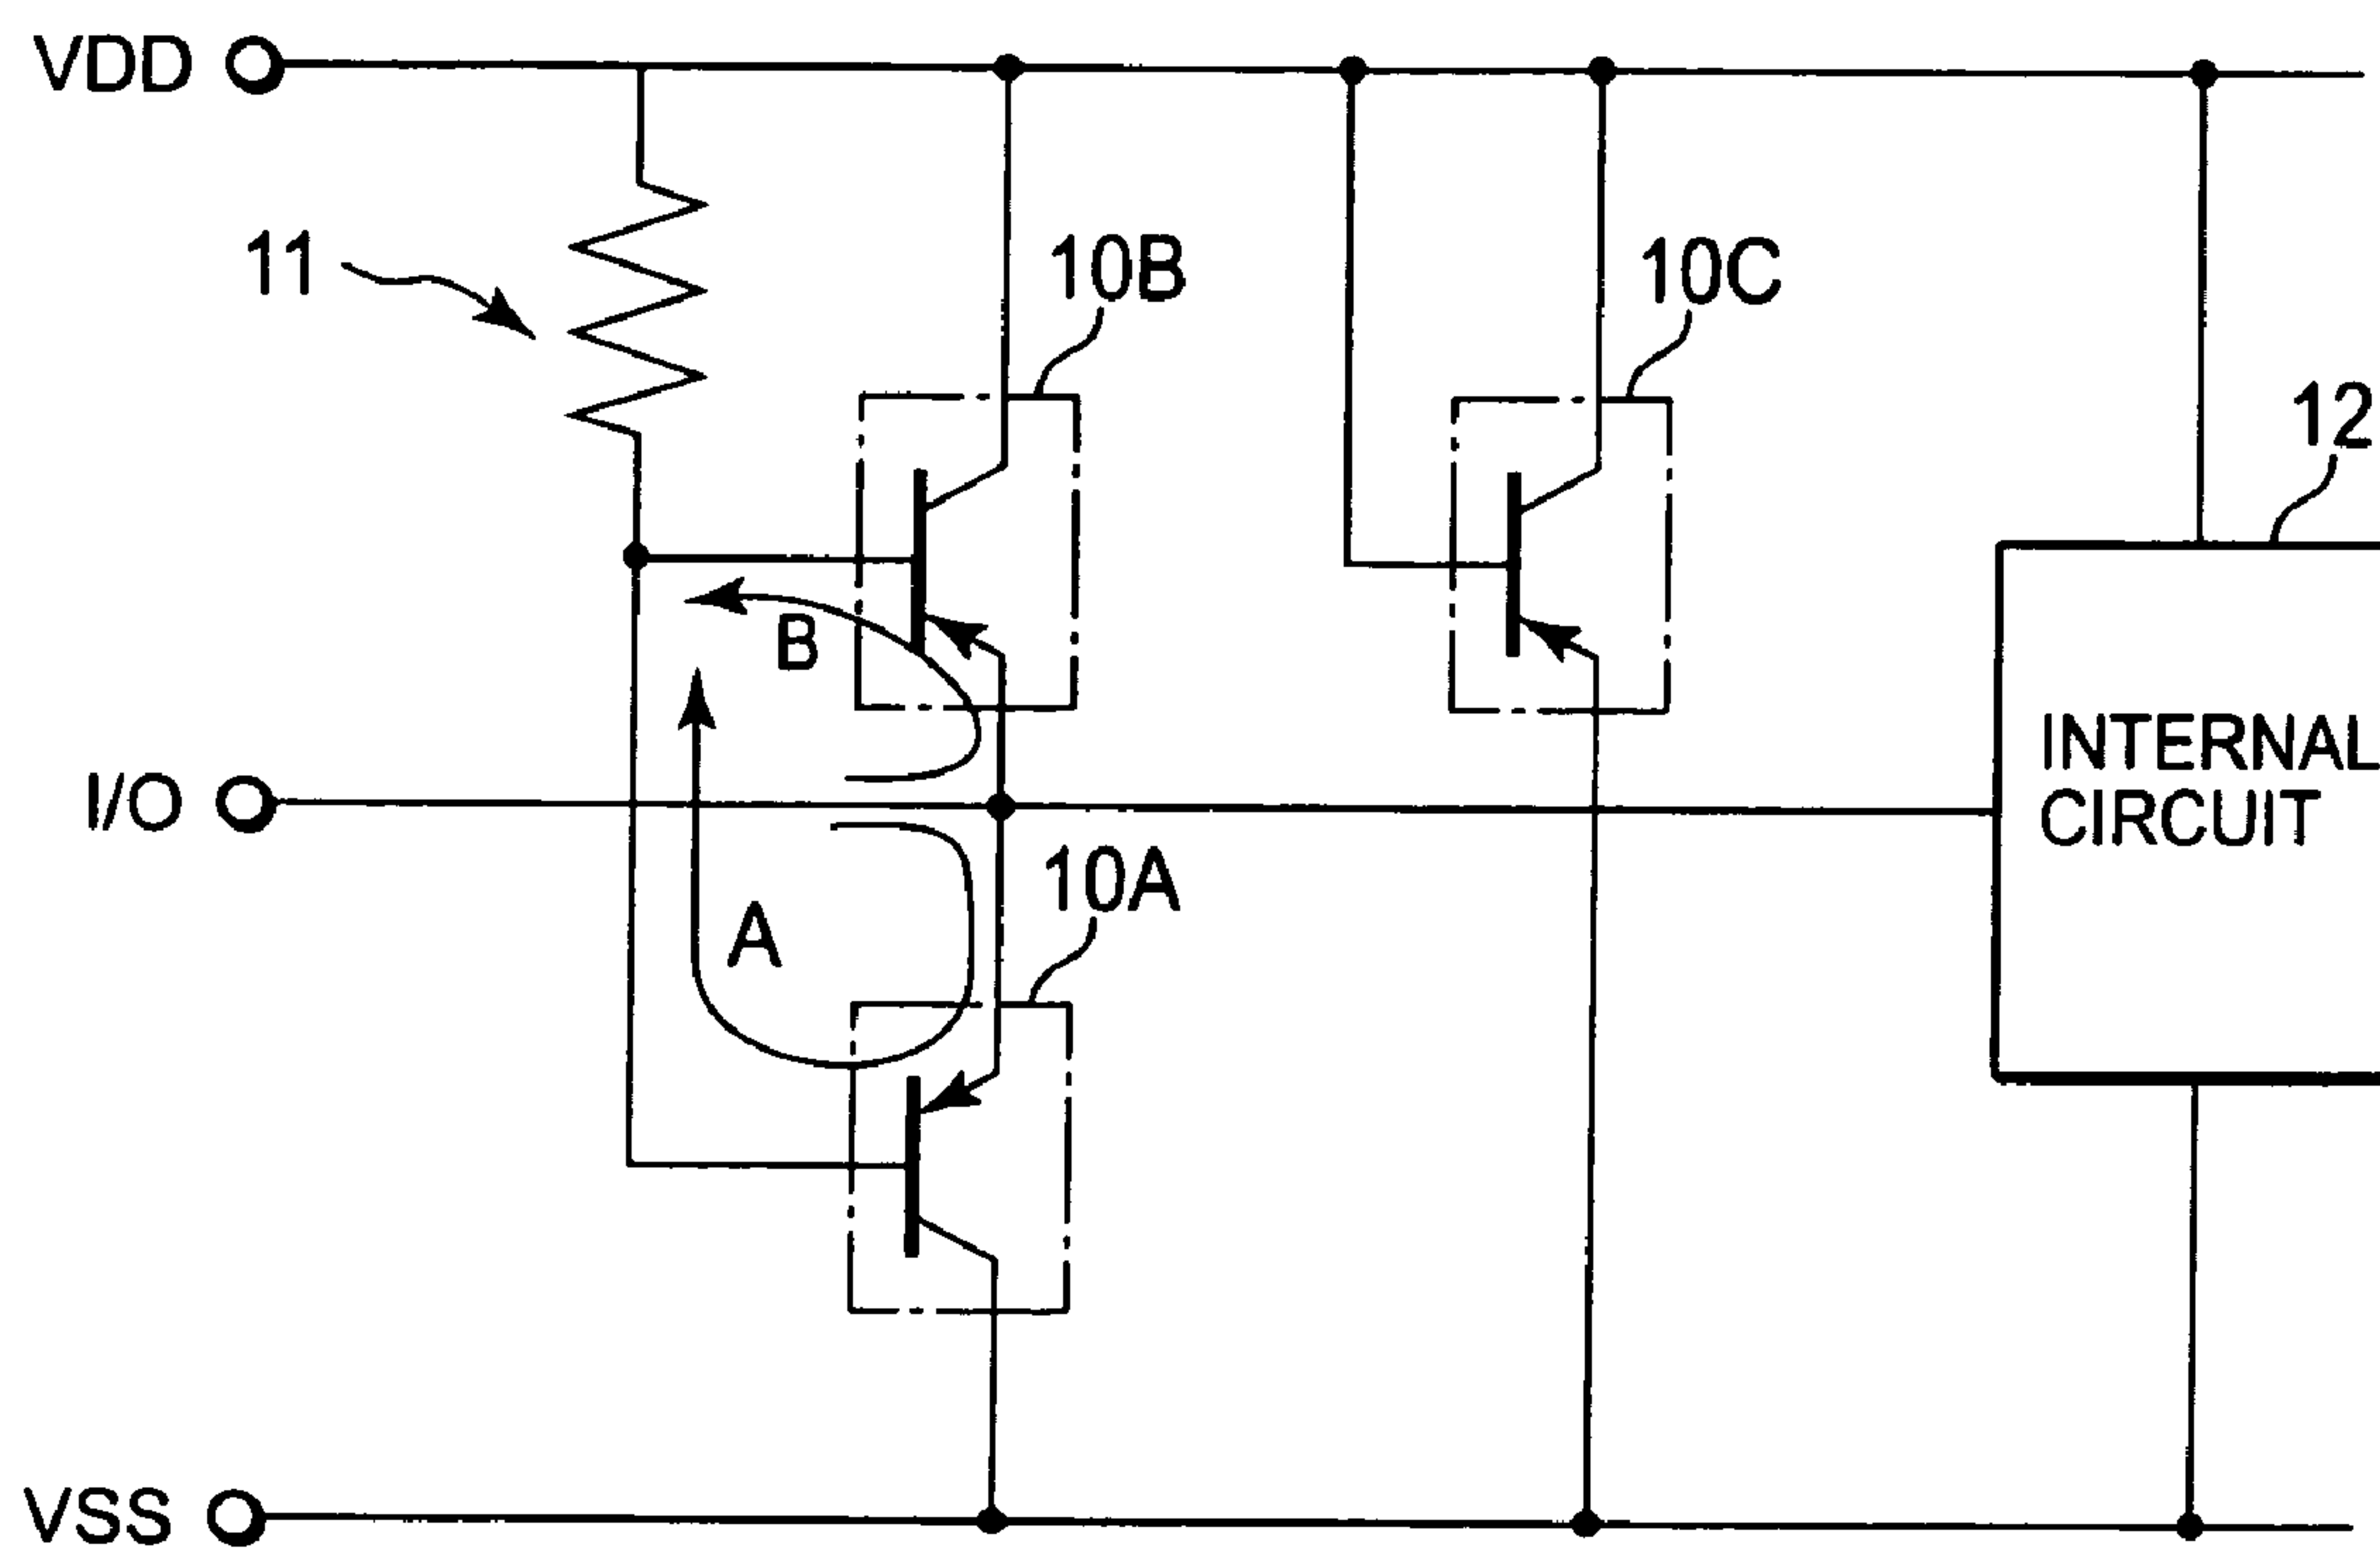 VDD
11
10B
10C
12
B
INTERNAL
CIRCUIT
I/O
10A
A
VSS